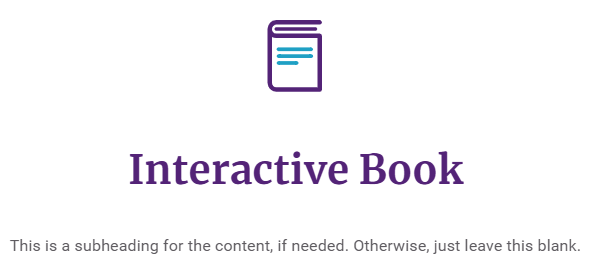 Interactive Book
This is a subheading for the content, if needed. Otherwise, just leave this blank.